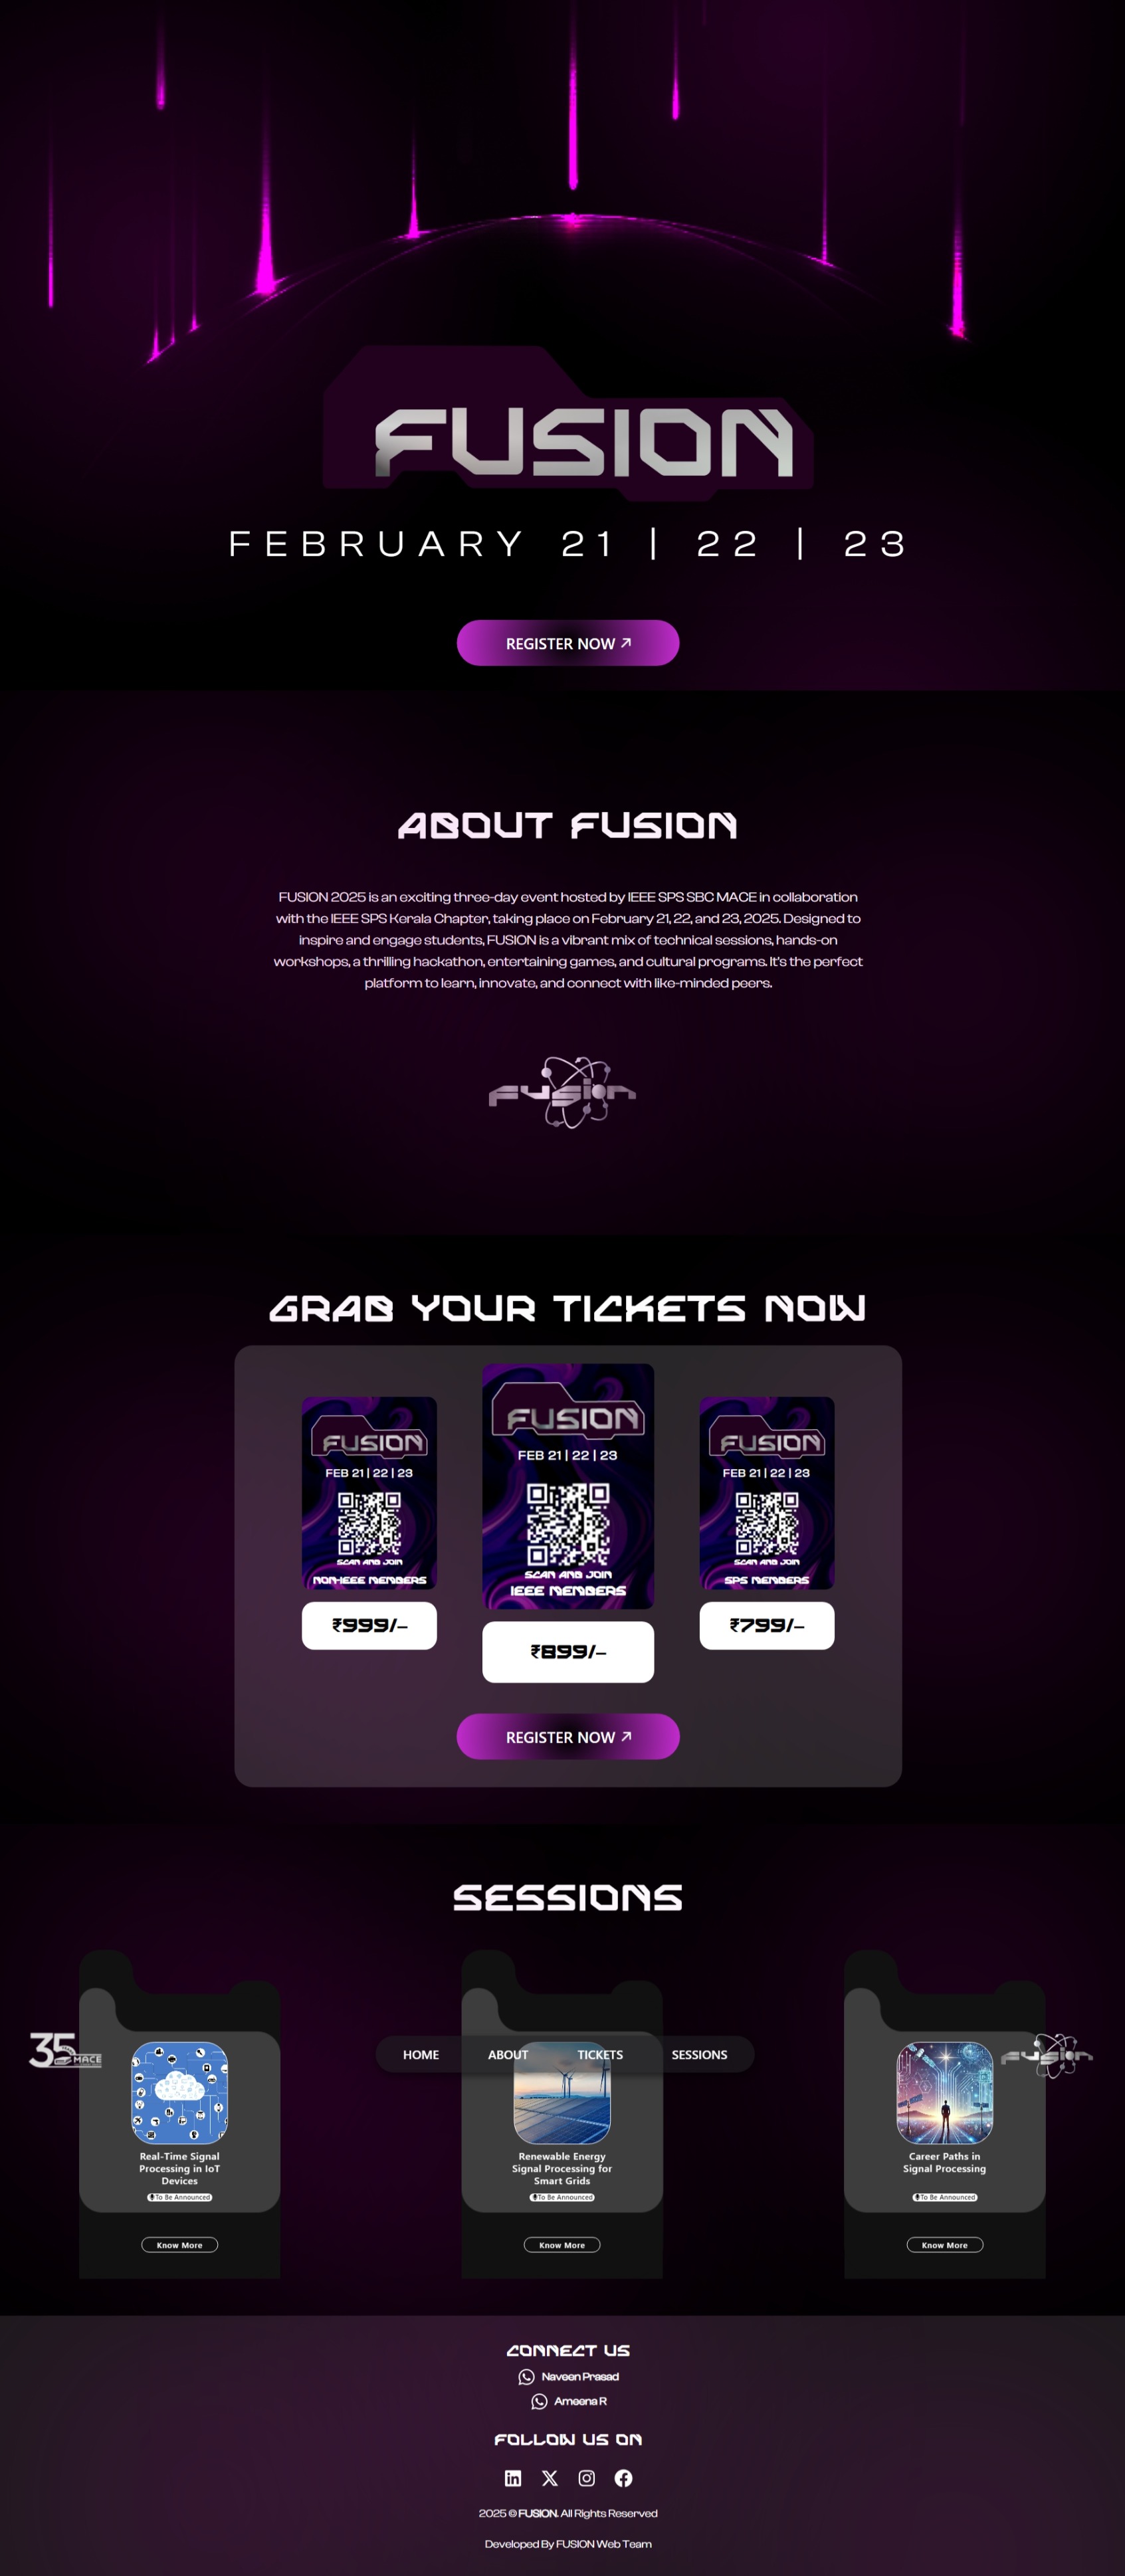 FUSION
FEBRUARY 21 | 22 | 23
REGISTER NOW
ABOUT FUSION
FUSION 2025 is an exciting three-day event hosted by IEEE SPS SBC MACE in collaboration
with the IEEE SPS Kerala Chapter, taking place on February 21, 22, and 23, 2025. Designed to
inspire and engage students, FUSION is a vibrant mix of technical sessions, hands-on
workshops, a thrilling hackathon, entertaining games, and cultural programs. It's the perfect
platform to learn, innovate, and connect with like-minded peers.
fusion
GRAB YOUR TICKETS NOW
FUSION
FEB 21 | 22 | 23
SCAN AND JOIN
NON-IEEE MEMBERS
₹999/-
FUSION
FEB 21 | 22 | 23
SCAN AND JOIN
IEEE MEMBERS
₹899/-
FUSION
FEB 21 | 22 | 23
SCAN AND JOIN
SPS MEMBERS
₹799/-
REGISTER NOW
SESSIONS
35
MACE
HOME
ABOUT
TICKETS
SESSIONS
fusion
Real-Time Signal
Processing in IoT
Devices
To Be Announced
Know More
Renewable Energy
Signal Processing for
Smart Grids
To Be Announced
Know More
Career Paths in
Signal Processing
To Be Announced
Know More
CONNECT US
Naveen Prasad
Ameena R
FOLLOW US ON
2025 © FUSION. All Rights Reserved
Developed By FUSION Web Team